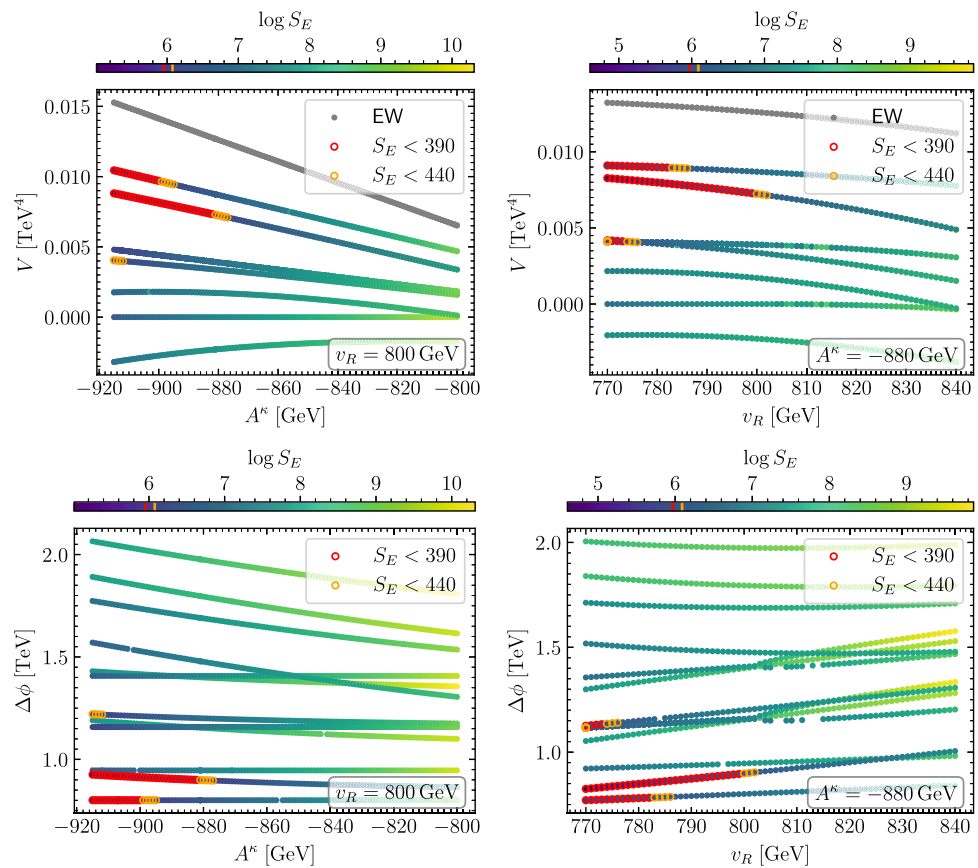 log S_E
6 7 8 9 10
0.015
0.010
0.005
0.000
V [TeV⁴]
EW
S_E < 390
S_E < 440
v_R = 800 GeV
−920 −900 −880 −860 −840 −820 −800
A^κ [GeV]
log S_E
5 6 7 8 9
0.010
0.005
0.000
V [TeV⁴]
EW
S_E < 390
S_E < 440
A^κ = −880 GeV
770 780 790 800 810 820 830 840
v_R [GeV]
log S_E
6 7 8 9 10
2.0
1.5
1.0
Δϕ [TeV]
S_E < 390
S_E < 440
v_R = 800 GeV
−920 −900 −880 −860 −840 −820 −800
A^κ [GeV]
log S_E
5 6 7 8 9
2.0
1.5
1.0
Δϕ [TeV]
S_E < 390
S_E < 440
A^κ = −880 GeV
770 780 790 800 810 820 830 840
v_R [GeV]